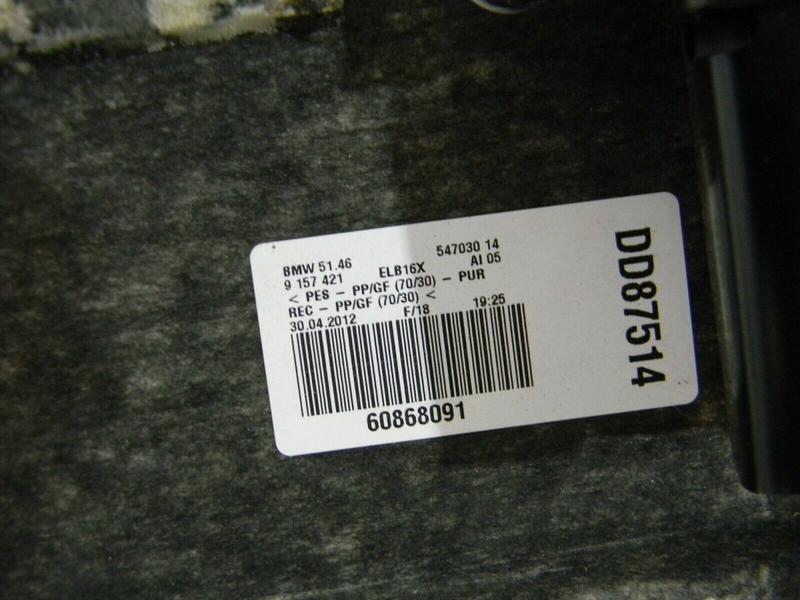 BMW 51.46 547030 14
9 157 421 ELB16X AI 05
< PES - PP/GF (70/30) - PUR
REC - PP/GF (70/30) <
30.04.2012 F/18 19:25
60868091
DD87514